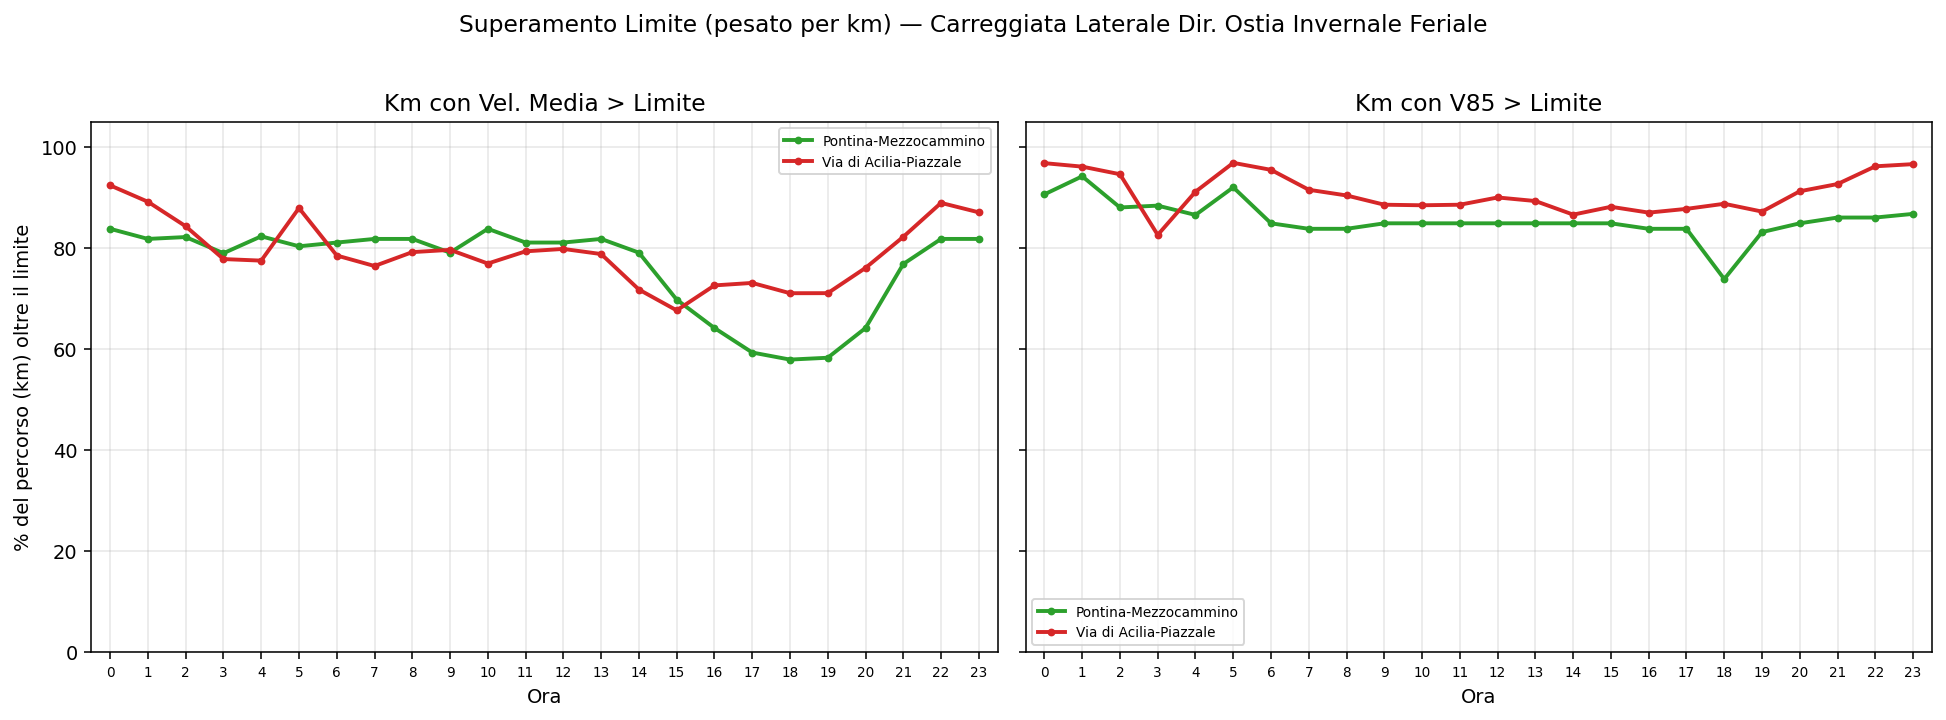 Superamento Limite (pesato per km) — Carreggiata Laterale Dir. Ostia Invernale Feriale
Km con Vel. Media > Limite
% del percorso (km) oltre il limite
100
80
60
40
20
0
Pontina-Mezzocammino
Via di Acilia-Piazzale
0 1 2 3 4 5 6 7 8 9 10 11 12 13 14 15 16 17 18 19 20 21 22 23
Ora
Km con V85 > Limite
Pontina-Mezzocammino
Via di Acilia-Piazzale
0 1 2 3 4 5 6 7 8 9 10 11 12 13 14 15 16 17 18 19 20 21 22 23
Ora